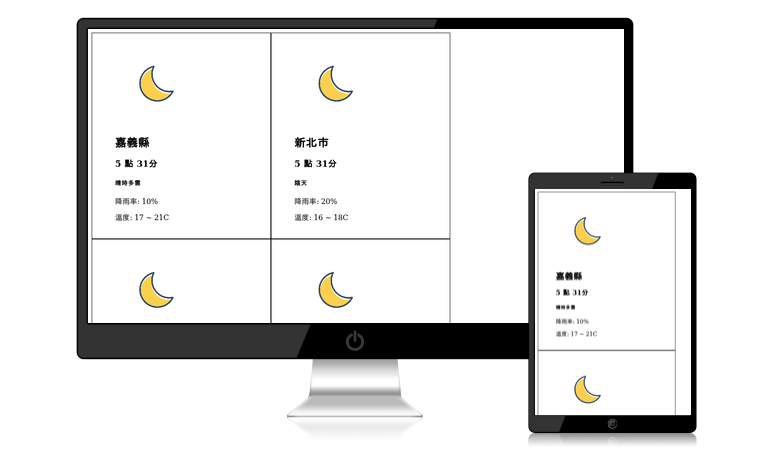 嘉義縣
5 點 31分
晴時多雲
降雨率: 10%
溫度: 17 ~ 21C
新北市
5 點 31分
陰天
降雨率: 20%
溫度: 16 ~ 18C
嘉義縣
5 點 31分
晴時多雲
降雨率: 10%
溫度: 17 ~ 21C